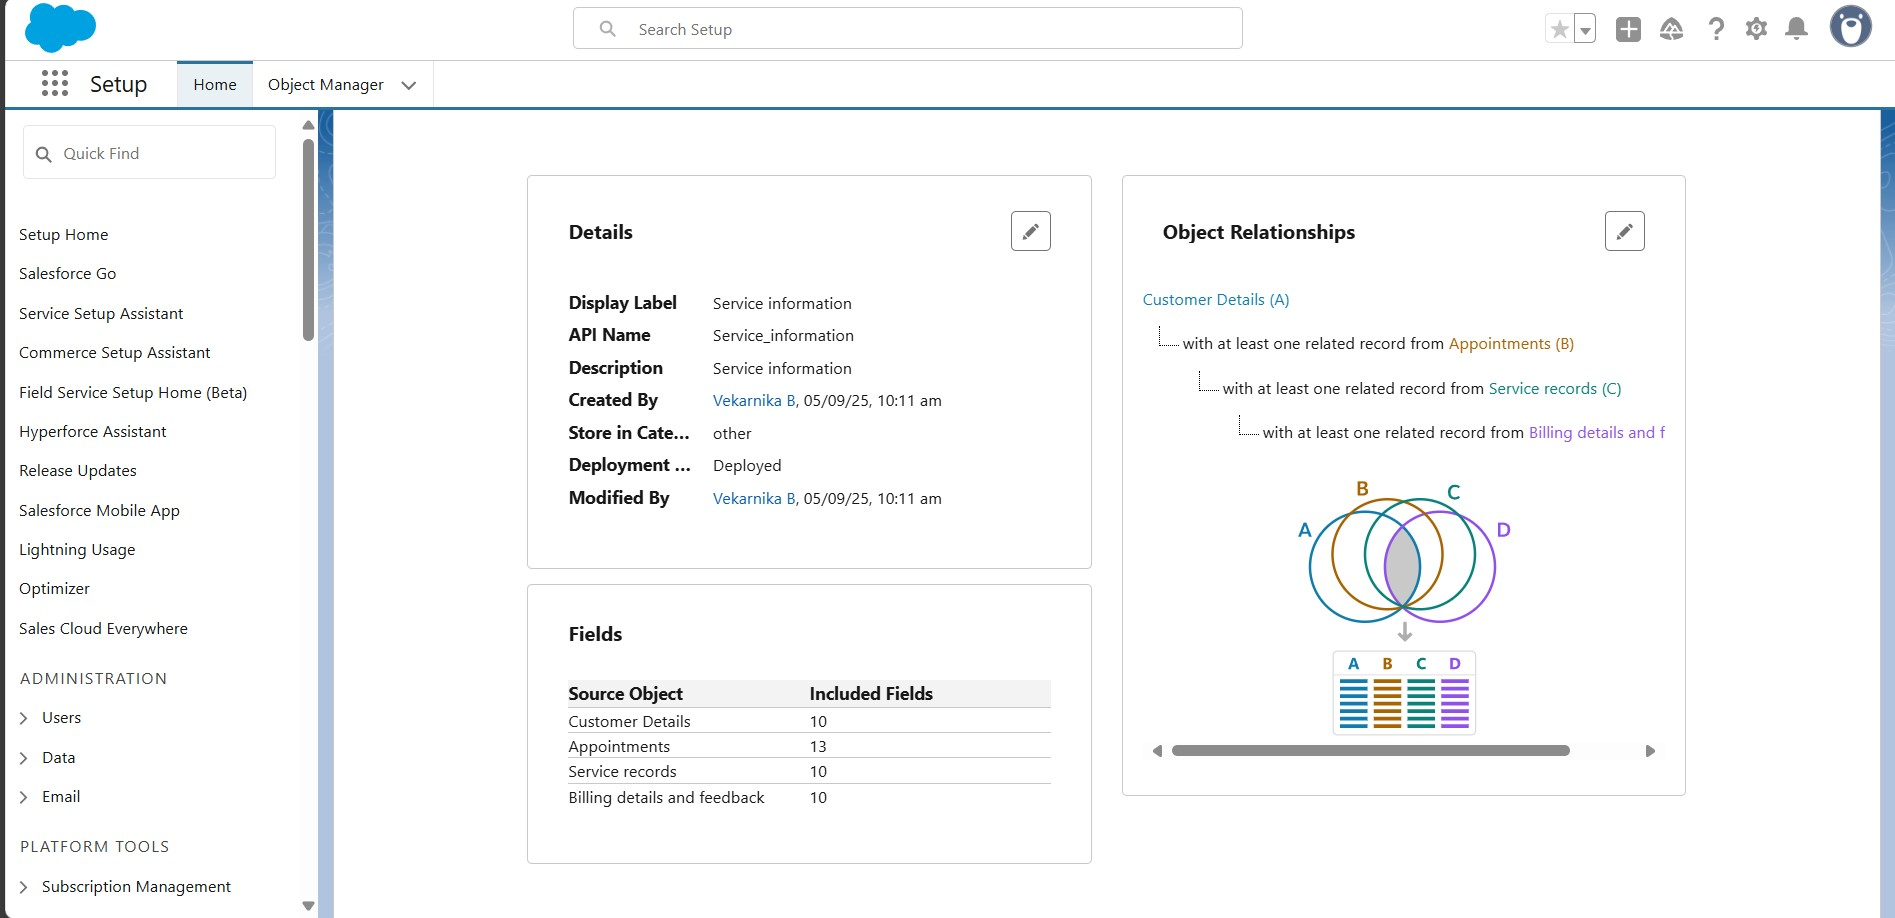 Search Setup
Setup
Home
Object Manager
Quick Find
Setup Home
Salesforce Go
Service Setup Assistant
Commerce Setup Assistant
Field Service Setup Home (Beta)
Hyperforce Assistant
Release Updates
Salesforce Mobile App
Lightning Usage
Optimizer
Sales Cloud Everywhere
ADMINISTRATION
Users
Data
Email
PLATFORM TOOLS
Subscription Management
Details
Display Label Service information
API Name Service_information
Description Service information
Created By Vekarnika B, 05/09/25, 10:11 am
Store in Cate... other
Deployment ... Deployed
Modified By Vekarnika B, 05/09/25, 10:11 am
Fields
Source Object Included Fields
Customer Details 10
Appointments 13
Service records 10
Billing details and feedback 10
Object Relationships
Customer Details (A)
with at least one related record from Appointments (B)
with at least one related record from Service records (C)
with at least one related record from Billing details and f
B C
A D
A B C D